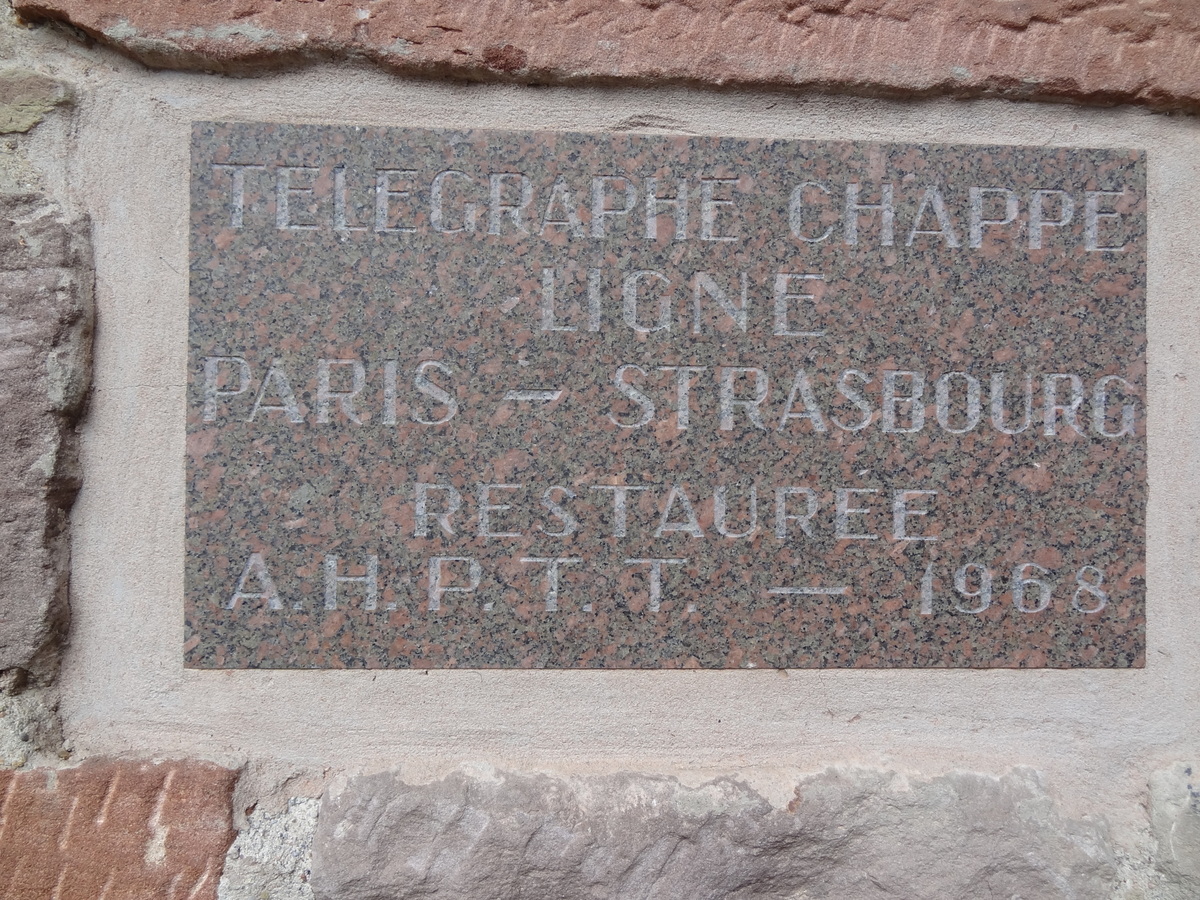 TELEGRAPHE CHAPPE
LIGNE
PARIS — STRASBOURG
RESTAURÉE
A.H.P.T.T. — 1968